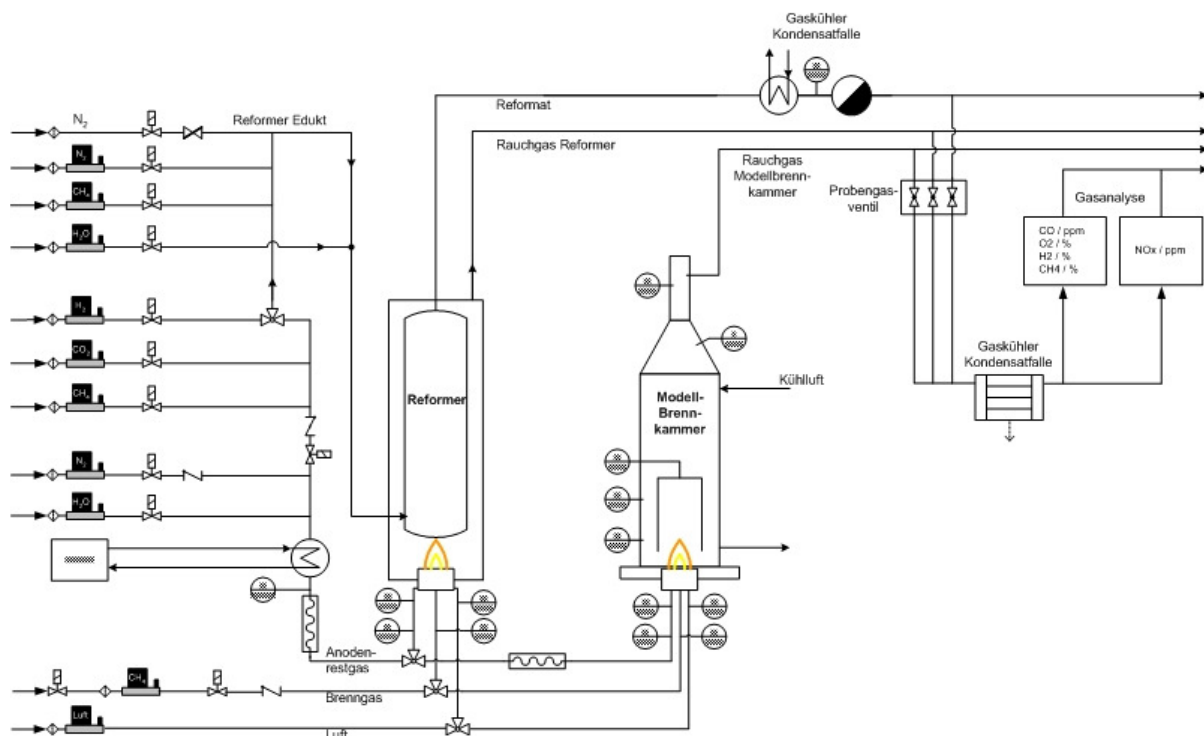 Gaskühler
Kondensatfalle
Reformat
N2
Reformer Edukt
N2
CH4
H2O
Rauchgas Reformer
Rauchgas
Modellbrenn-
kammer
Probengas-
ventil
Gasanalyse
CO / ppm
O2 / %
H2 / %
CH4 / %
NOx / ppm
H2
CO2
CH4
N2
H2O
Reformer
Modell-
Brenn-
kammer
Kühlluft
Gaskühler
Kondensatfalle
Anoden-
restgas
CH4
Brenngas
Luft
Luft